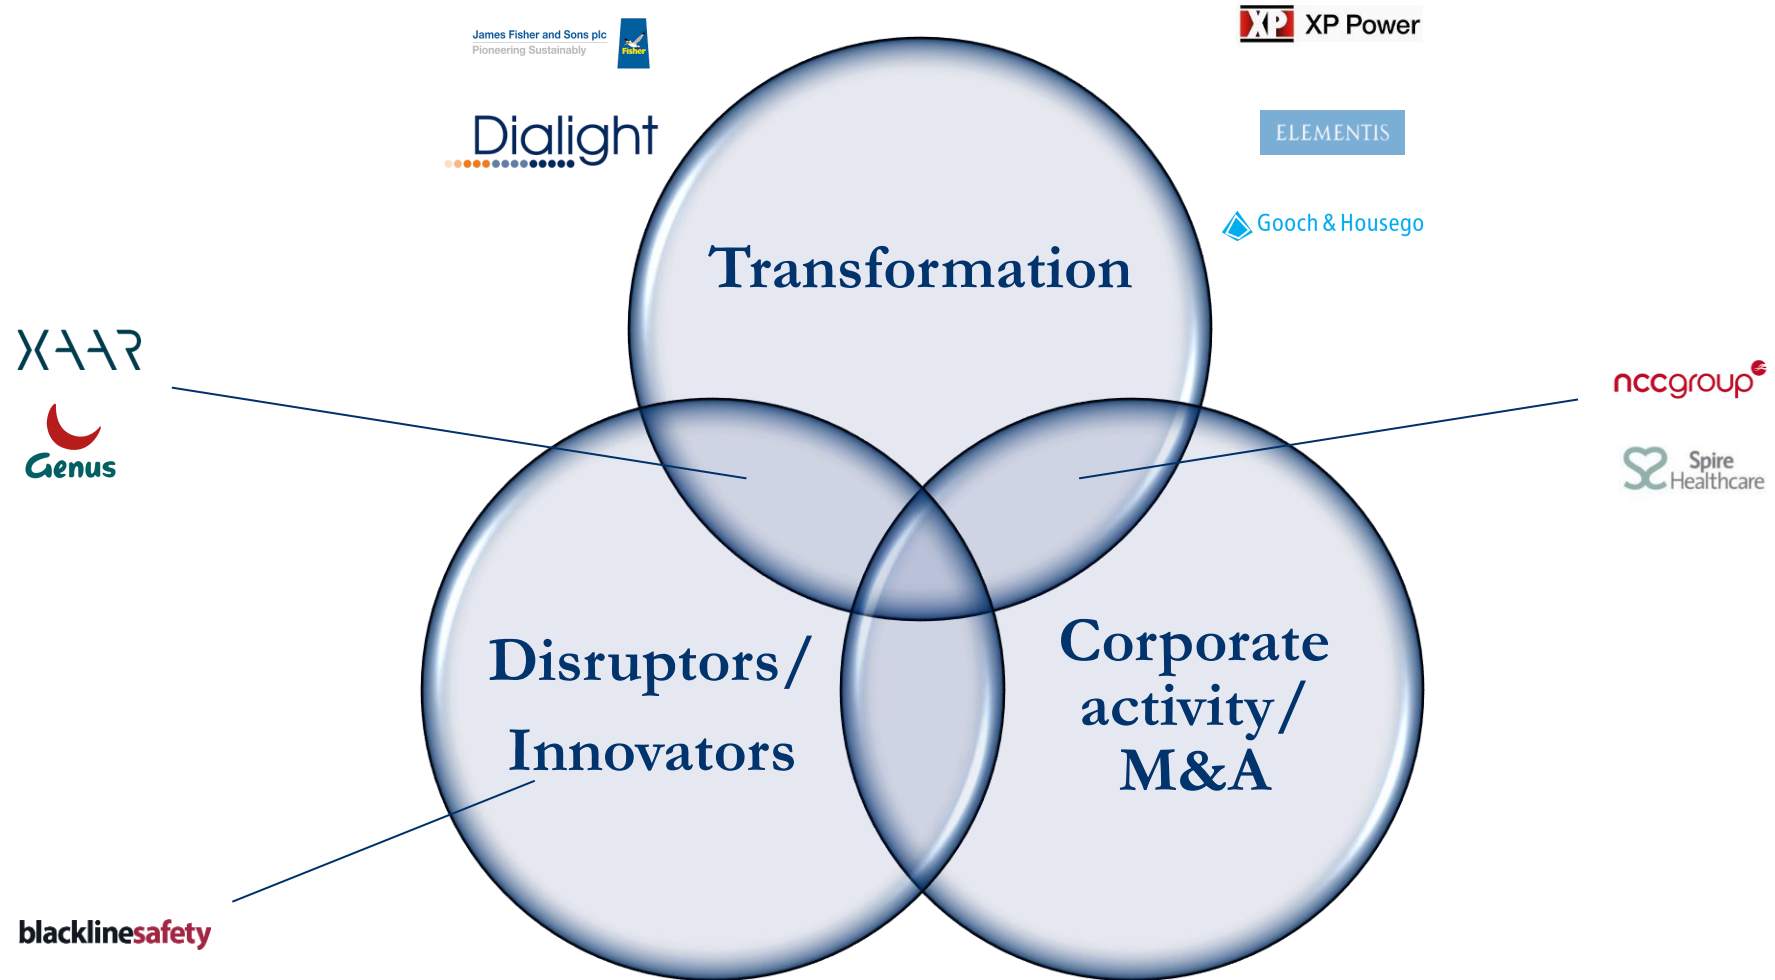 James Fisher and Sons plc
Pioneering Sustainably
Fisher
XP XP Power
Dialight
ELEMENTIS
Gooch & Housego
Transformation
XAAR
nccgroup
Genus
Spire
Healthcare
Disruptors/
Innovators
Corporate
activity/
M&A
blacklinesafety